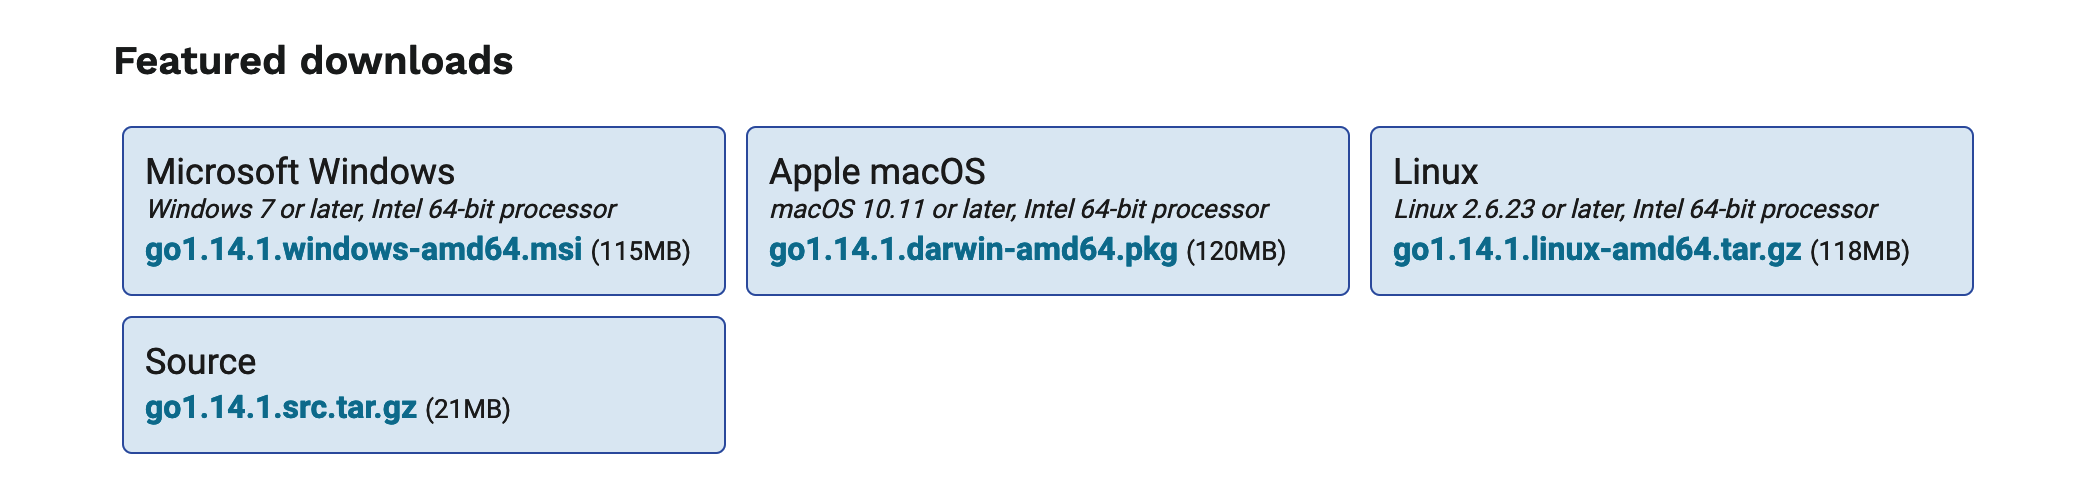 Featured downloads
Microsoft Windows
Windows 7 or later, Intel 64-bit processor
go1.14.1.windows-amd64.msi (115MB)
Apple macOS
macOS 10.11 or later, Intel 64-bit processor
go1.14.1.darwin-amd64.pkg (120MB)
Linux
Linux 2.6.23 or later, Intel 64-bit processor
go1.14.1.linux-amd64.tar.gz (118MB)
Source
go1.14.1.src.tar.gz (21MB)